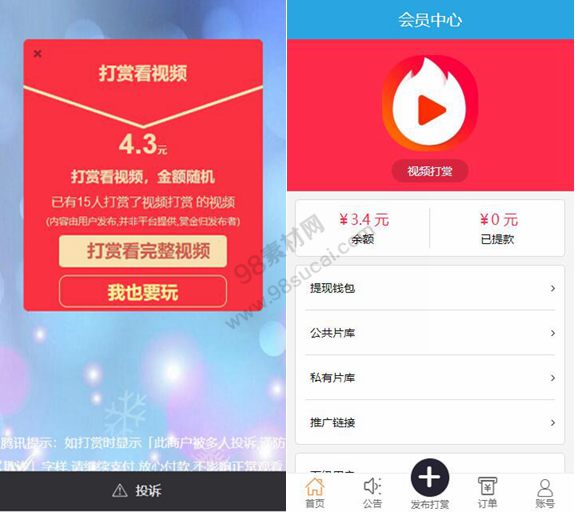 打赏看视频
4.3元
打赏看视频，金额随机
已有15人打赏了视频打赏 的视频
(内容由用户发布,并非平台提供,赏金归发布者)
打赏看完整视频
我也要玩
腾讯提示：如打赏时显示「此商户被多人投诉,
字样,请继续支付,放心付款,不影响正常观看
投诉
会员中心
视频打赏
¥3.4 元
余额
¥0 元
已提款
提现钱包
公共片库
私有片库
推广链接
首页
公告
发布打赏
订单
账号
98素材网
www.98sucai.com